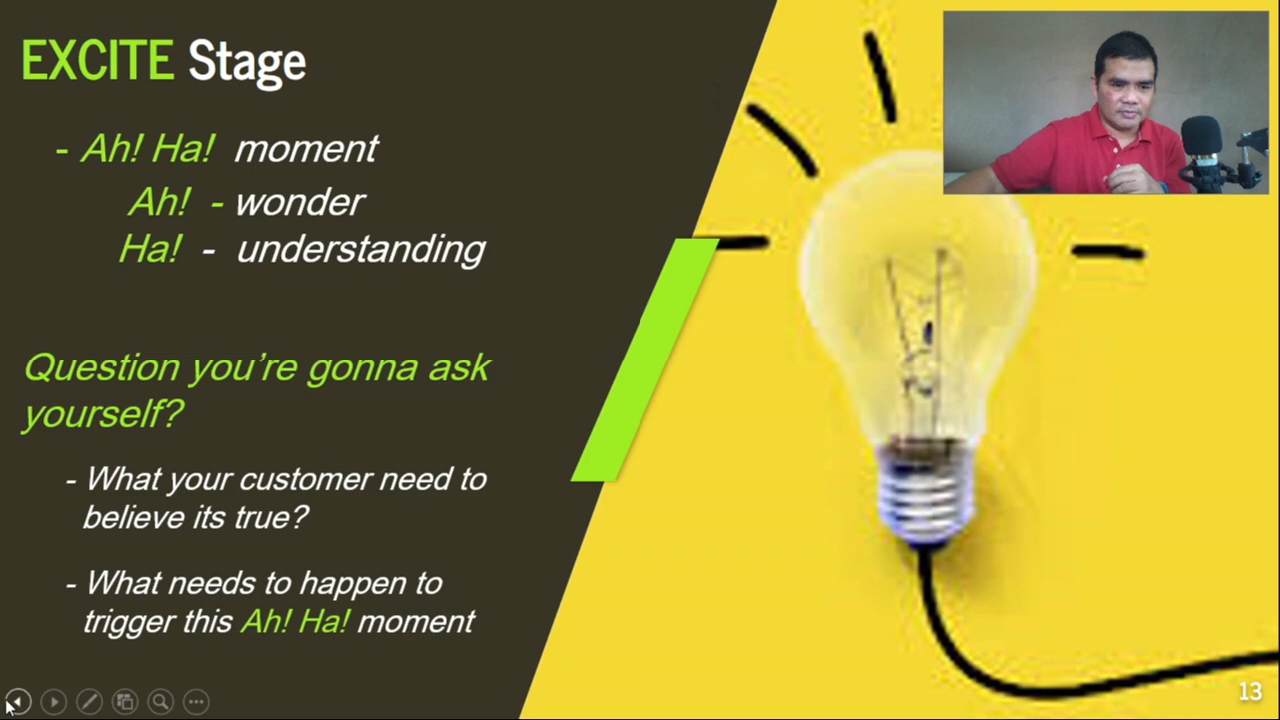 EXCITE Stage
- Ah! Ha! moment
Ah! - wonder
Ha! - understanding
Question you're gonna ask
yourself?
- What your customer need to
believe its true?
- What needs to happen to
trigger this Ah! Ha! moment
13